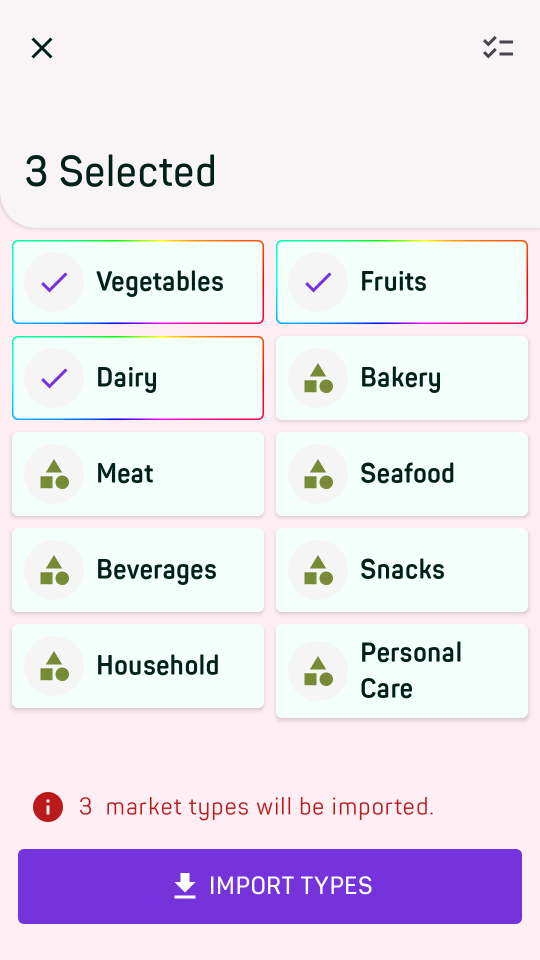 3 Selected
Vegetables
Fruits
Dairy
Bakery
Meat
Seafood
Beverages
Snacks
Household
Personal
Care
3 market types will be imported.
IMPORT TYPES